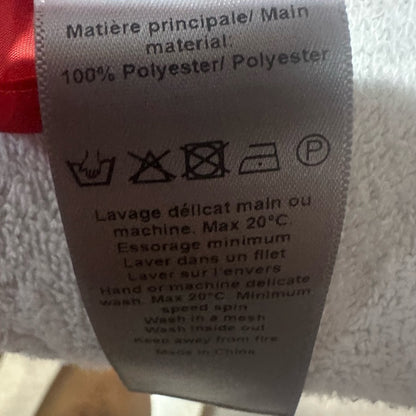 Matière principale/ Main
material:
100% Polyester/ Polyester
P
Lavage délicat main ou
machine. Max 20°C.
Essorage minimum
Laver dans un filet
Laver sur l'envers
Hand or machine delicate
wash. Max 20°C. Minimum
speed spin
Wash in a mesh
Wash inside out
Keep away from fire
Made in China